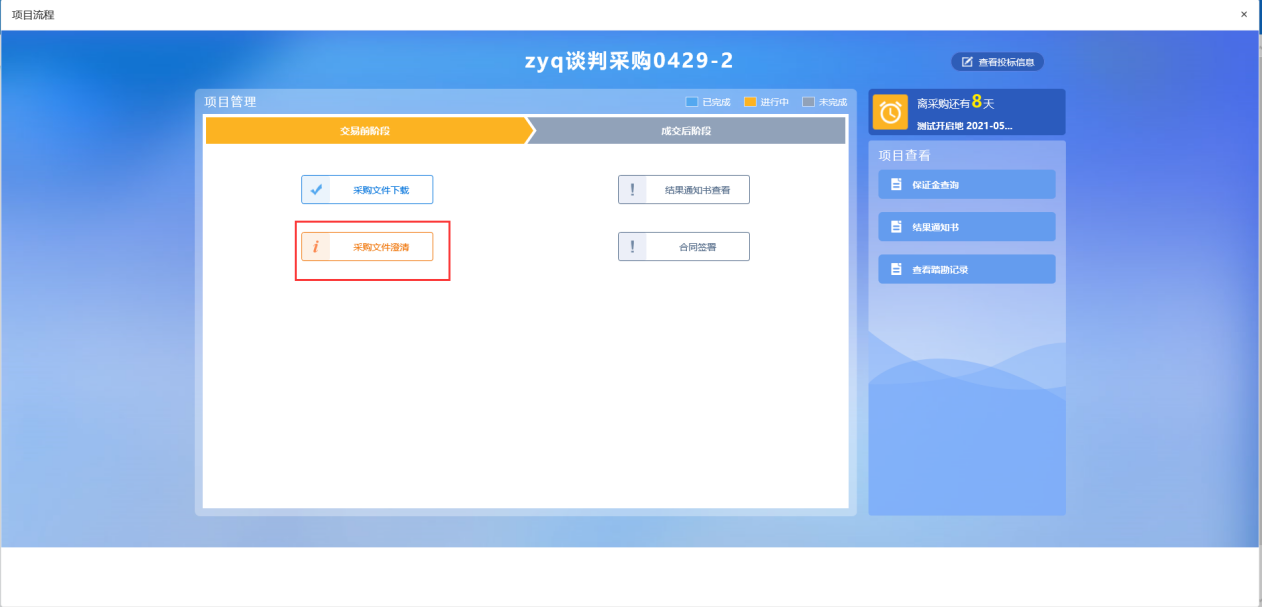 项目流程
×
zyq谈判采购0429-2
查看投标信息
项目管理
已完成
进行中
未完成
离采购还有8天
测试开启地 2021-05...
交易前阶段
成交后阶段
项目查看
采购文件下载
结果通知书查看
保证金查询
结果通知书
采购文件澄清
合同签署
查看踏勘记录